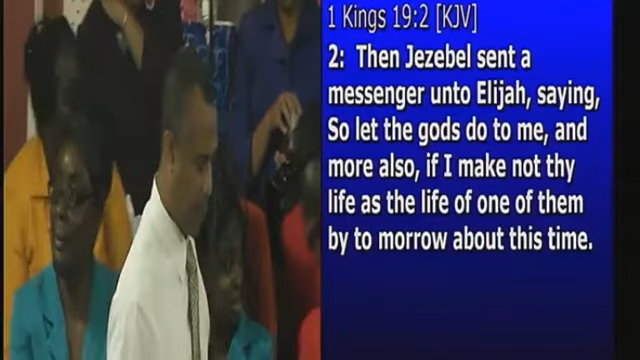 1 Kings 19:2 [KJV]
2:  Then Jezebel sent a
messenger unto Elijah, saying,
So let the gods do to me, and
more also, if I make not thy
life as the life of one of them
by to morrow about this time.